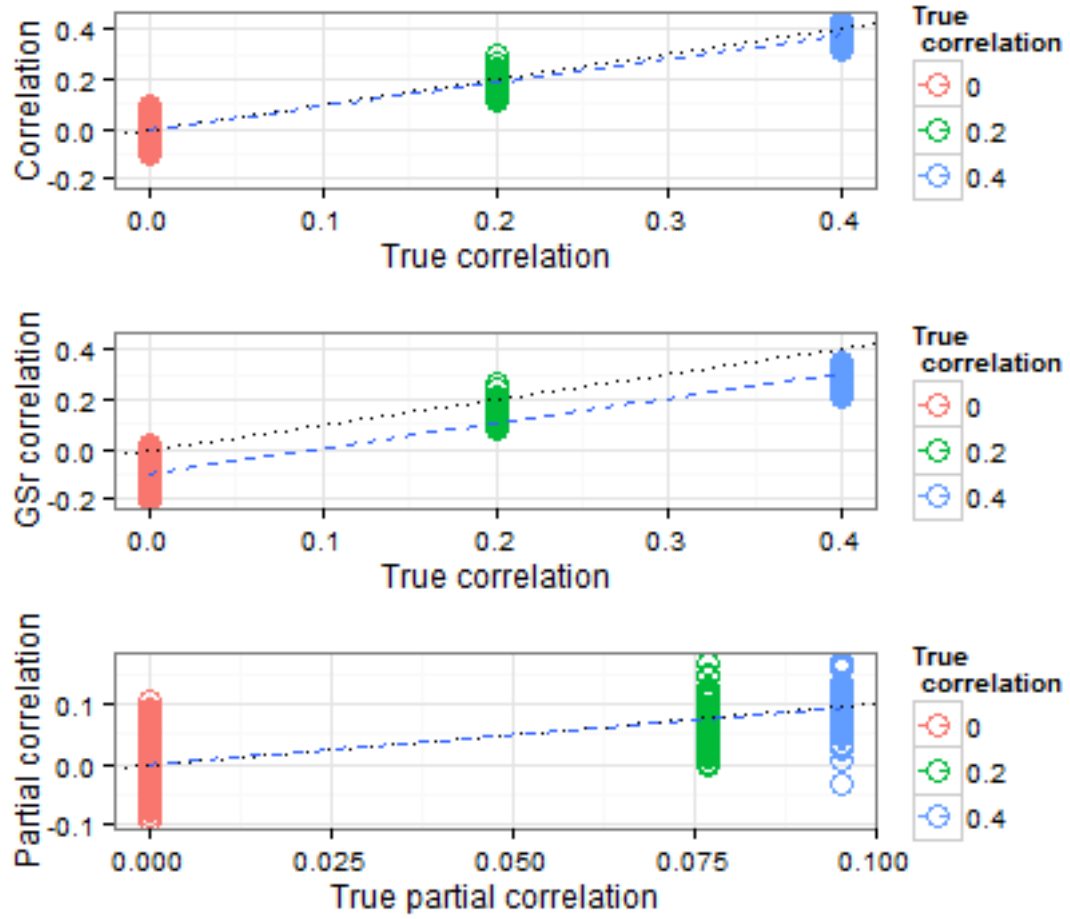 Correlation
0.4
0.2
0.0
-0.2
0.0 0.1 0.2 0.3 0.4
True correlation
True
correlation
0
0.2
0.4
GSr correlation
0.4
0.2
0.0
-0.2
0.0 0.1 0.2 0.3 0.4
True correlation
True
correlation
0
0.2
0.4
Partial correlation
0.1
0.0
-0.1
0.000 0.025 0.050 0.075 0.100
True partial correlation
True
correlation
0
0.2
0.4